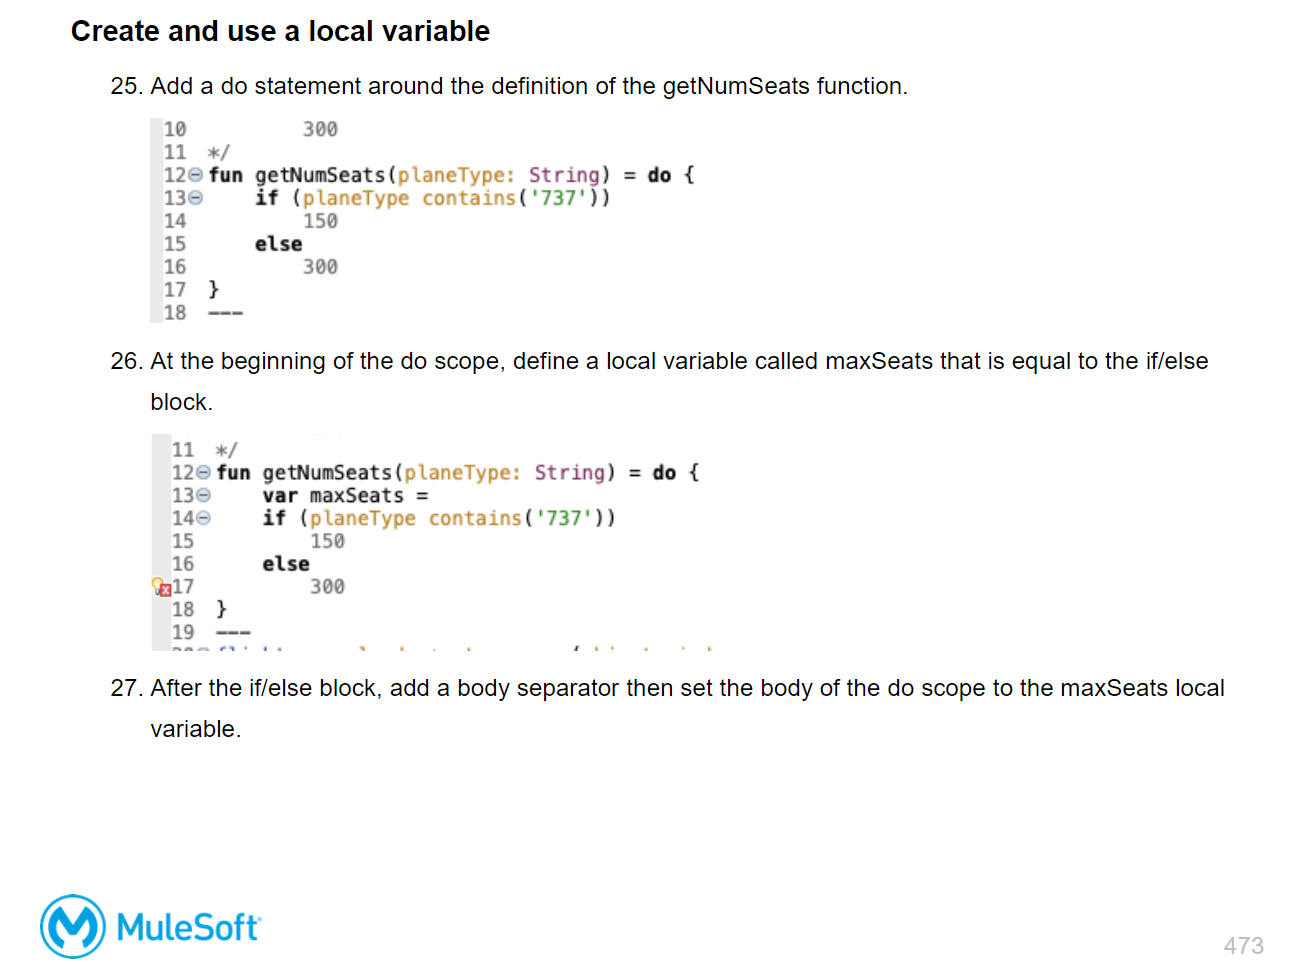 Create and use a local variable
25. Add a do statement around the definition of the getNumSeats function.
10 300
11 */
12 fun getNumSeats(planeType: String) = do {
13 if (planeType contains('737'))
14 150
15 else
16 300
17 }
18 ---
26. At the beginning of the do scope, define a local variable called maxSeats that is equal to the if/else
block.
11 */
12 fun getNumSeats(planeType: String) = do {
13 var maxSeats =
14 if (planeType contains('737'))
15 150
16 else
17 300
18 }
19 ---
27. After the if/else block, add a body separator then set the body of the do scope to the maxSeats local
variable.
MuleSoft
473